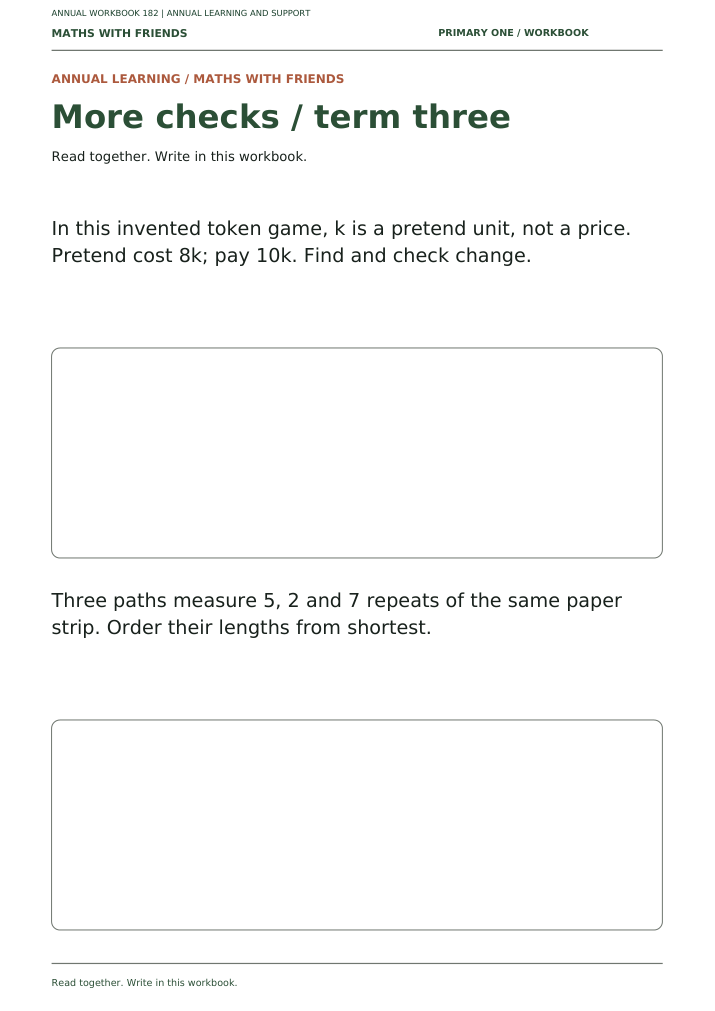 ANNUAL WORKBOOK 182 | ANNUAL LEARNING AND SUPPORT
MATHS WITH FRIENDS
PRIMARY ONE / WORKBOOK
ANNUAL LEARNING / MATHS WITH FRIENDS
More checks / term three
Read together. Write in this workbook.
In this invented token game, k is a pretend unit, not a price.
Pretend cost 8k; pay 10k. Find and check change.
Three paths measure 5, 2 and 7 repeats of the same paper
strip. Order their lengths from shortest.
Read together. Write in this workbook.